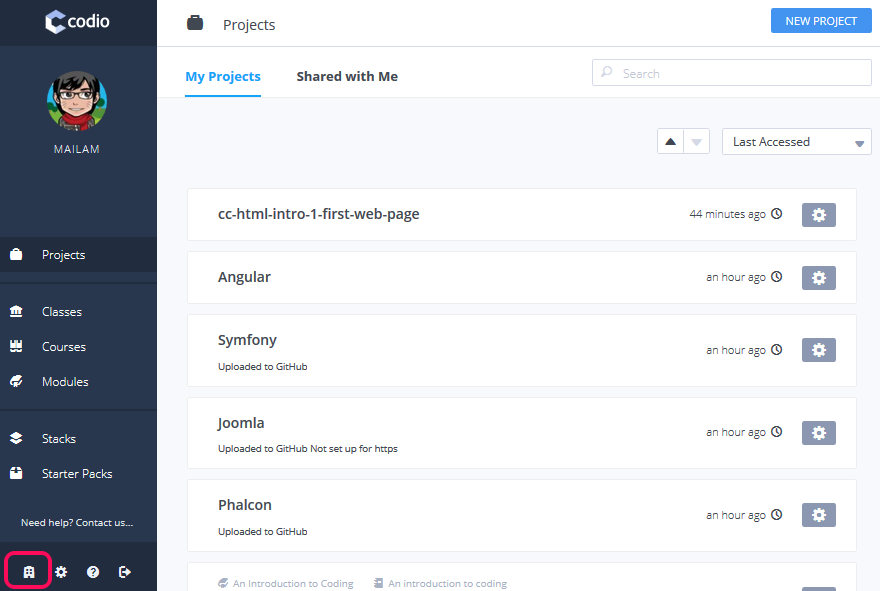 codio
MAILAM
Projects
Classes
Courses
Modules
Stacks
Starter Packs
Need help? Contact us...
Projects
NEW PROJECT
My Projects
Shared with Me
Search
Last Accessed
cc-html-intro-1-first-web-page
44 minutes ago
Angular
an hour ago
Symfony
Uploaded to GitHub
an hour ago
Joomla
Uploaded to GitHub Not set up for https
an hour ago
Phalcon
Uploaded to GitHub
an hour ago
An Introduction to Coding An introduction to coding